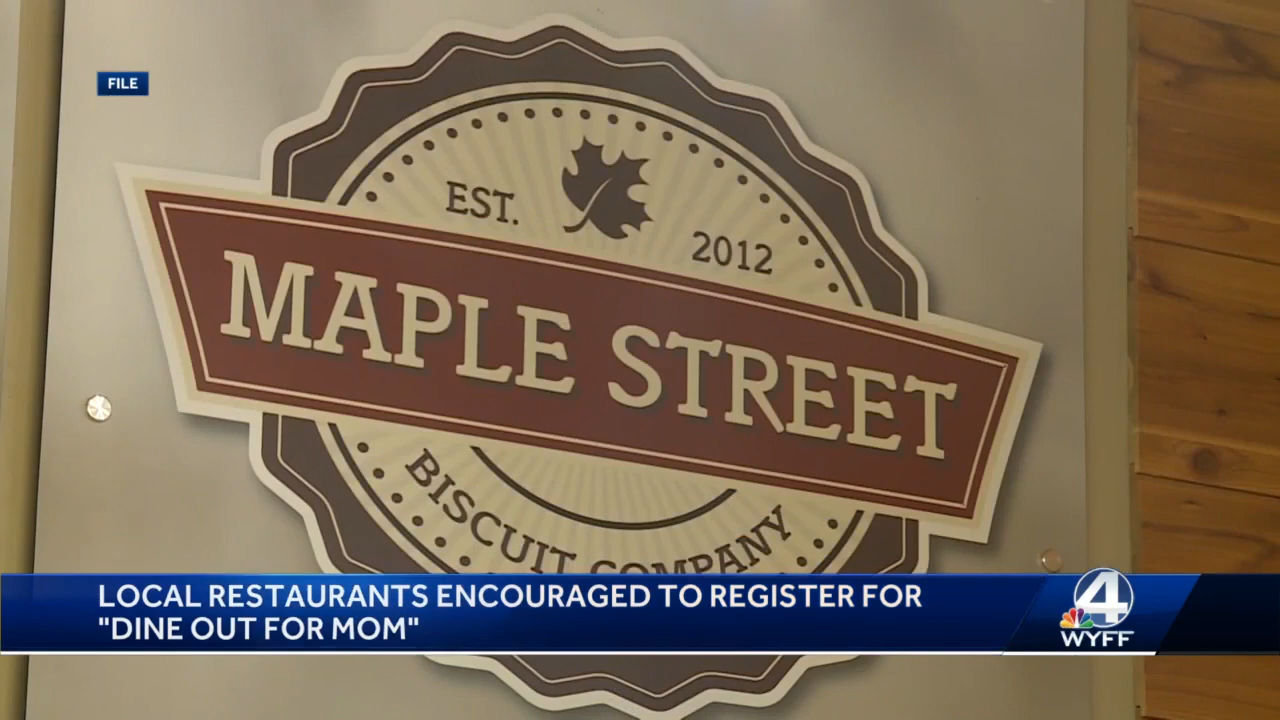 FILE
EST.
2012
MAPLE STREET
BISCUIT COMPANY
LOCAL RESTAURANTS ENCOURAGED TO REGISTER FOR
"DINE OUT FOR MOM"
4
WYFF